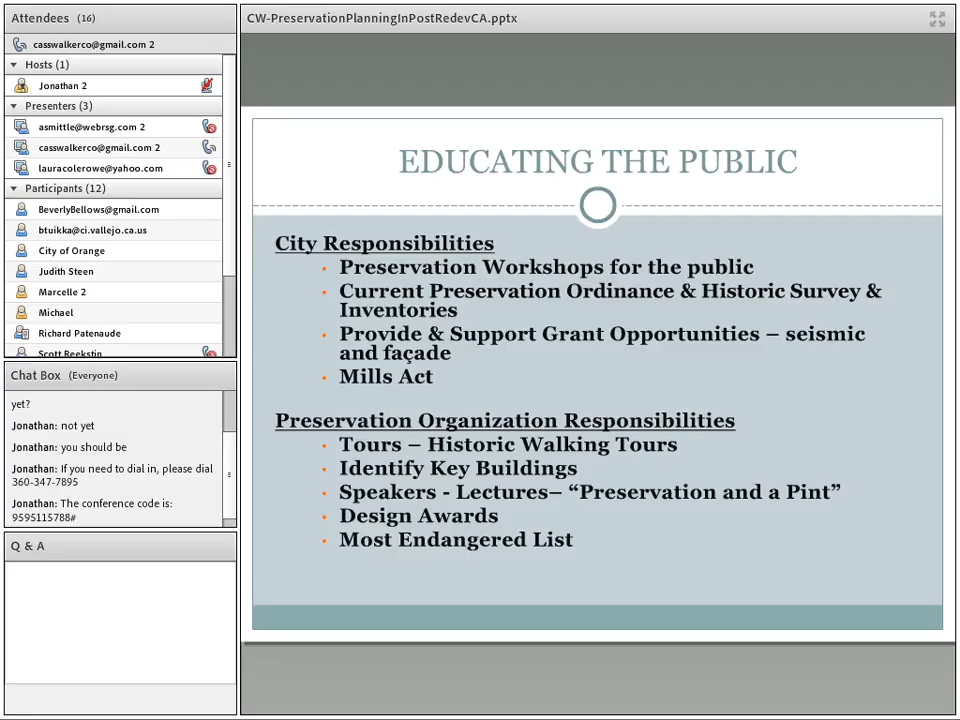 Attendees (16)
casswalkerco@gmail.com 2
Hosts (1)
Jonathan 2
Presenters (3)
asmittle@webrsg.com 2
casswalkerco@gmail.com 2
lauracolerowe@yahoo.com
Participants (12)
BeverlyBellows@gmail.com
btuikka@ci.vallejo.ca.us
City of Orange
Judith Steen
Marcelle 2
Michael
Richard Patenaude
Scott Reekstin
Chat Box (Everyone)
yet?
Jonathan: not yet
Jonathan: you should be
Jonathan: If you need to dial in, please dial
360-347-7895
Jonathan: The conference code is:
9595115788#
Q & A
CW-PreservationPlanningInPostRedevCA.pptx
EDUCATING THE PUBLIC
City Responsibilities
• Preservation Workshops for the public
• Current Preservation Ordinance & Historic Survey &
Inventories
• Provide & Support Grant Opportunities – seismic
and façade
• Mills Act
Preservation Organization Responsibilities
• Tours – Historic Walking Tours
• Identify Key Buildings
• Speakers - Lectures– “Preservation and a Pint”
• Design Awards
• Most Endangered List